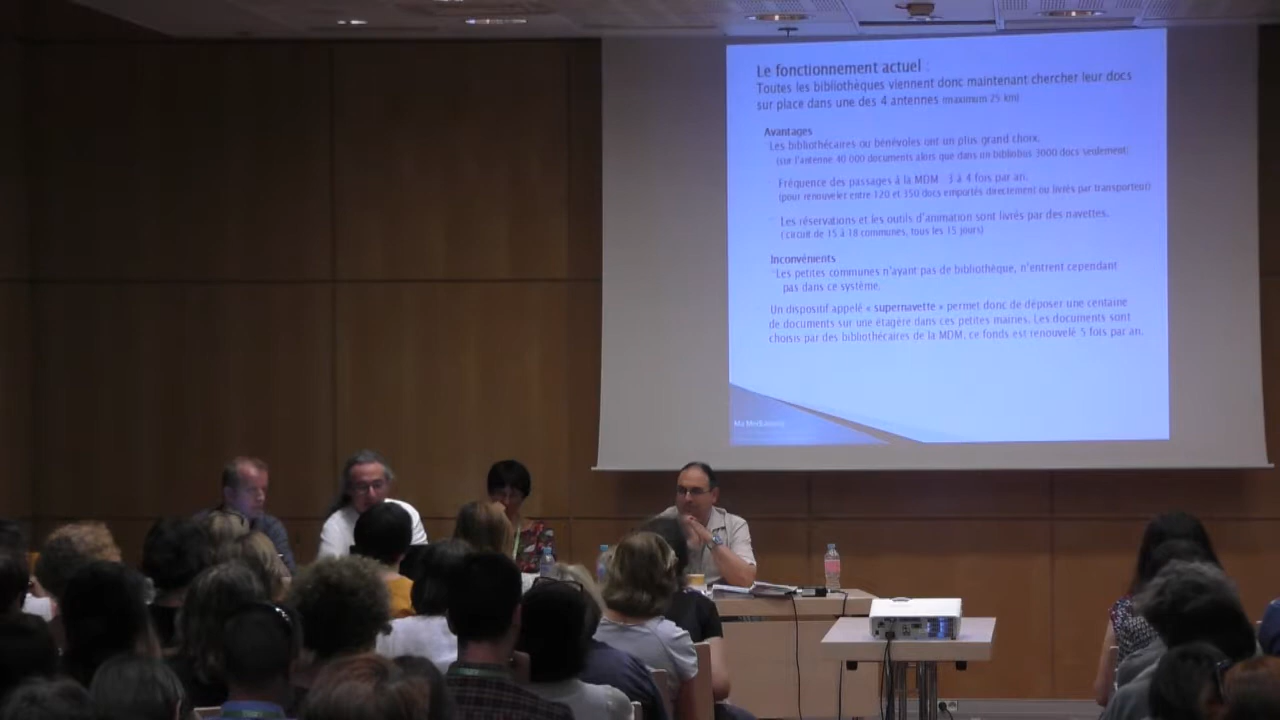 Le fonctionnement actuel :
Toutes les bibliothèques viennent donc maintenant chercher leur docs
sur place dans une des 4 antennes (maximum 25 km)
Avantages
Les bibliothécaires ou bénévoles ont un plus grand choix.
(sur l'antenne 40 000 documents alors que dans un bibliobus 3000 docs seulement)
Fréquence des passages à la MDM : 3 à 4 fois par an.
(pour renouveler entre 120 et 350 docs emportés directement ou livrés par transporteur)
Les réservations et les outils d'animation sont livrés par des navettes.
( circuit de 15 à 18 communes, tous les 15 jours)
Inconvénients
Les petites communes n'ayant pas de bibliothèque, n'entrent cependant
pas dans ce système.
Un dispositif appelé « supernavette » permet donc de déposer une centaine
de documents sur une étagère dans ces petites mairies. Les documents sont
choisis par des bibliothécaires de la MDM, ce fonds est renouvelé 5 fois par an.